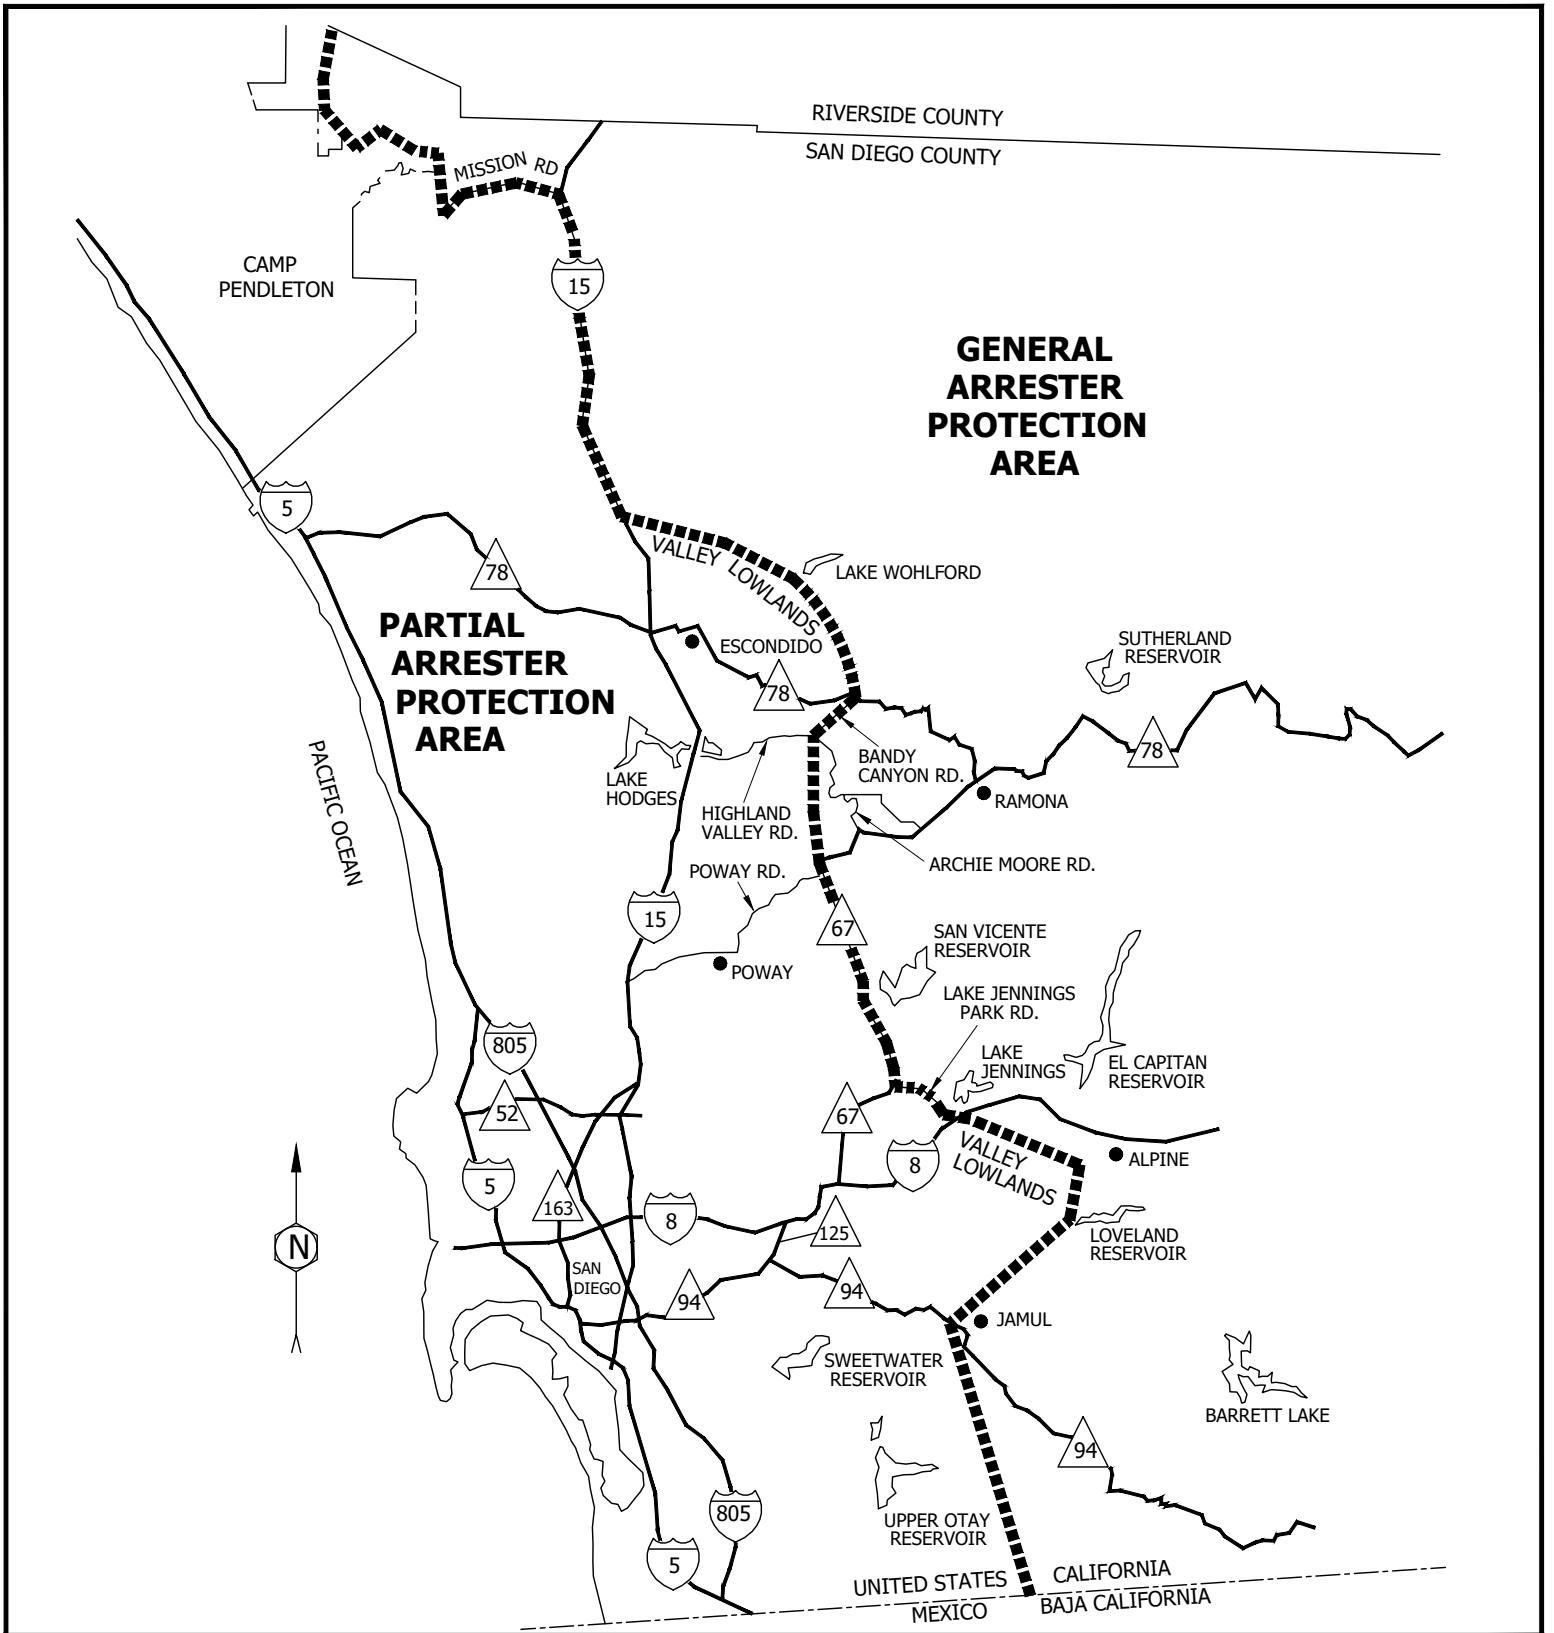 RIVERSIDE COUNTY
SAN DIEGO COUNTY
MISSION RD
CAMP
PENDLETON
15
GENERAL
ARRESTER
PROTECTION
AREA
5
78
VALLEY LOWLANDS
LAKE WOHLFORD
PARTIAL
ARRESTER
PROTECTION
AREA
ESCONDIDO
SUTHERLAND
RESERVOIR
78
78
BANDY
CANYON RD.
LAKE
HODGES
PACIFIC OCEAN
RAMONA
HIGHLAND
VALLEY RD.
ARCHIE MOORE RD.
POWAY RD.
15
67
SAN VICENTE
RESERVOIR
POWAY
LAKE JENNINGS
PARK RD.
805
LAKE
JENNINGS
EL CAPITAN
RESERVOIR
52
67
VALLEY
LOWLANDS
ALPINE
8
5
163
8
125
LOVELAND
RESERVOIR
N
SAN
DIEGO
94
94
JAMUL
SWEETWATER
RESERVOIR
BARRETT LAKE
94
805
UPPER OTAY
RESERVOIR
5
UNITED STATES
CALIFORNIA
MEXICO
BAJA CALIFORNIA